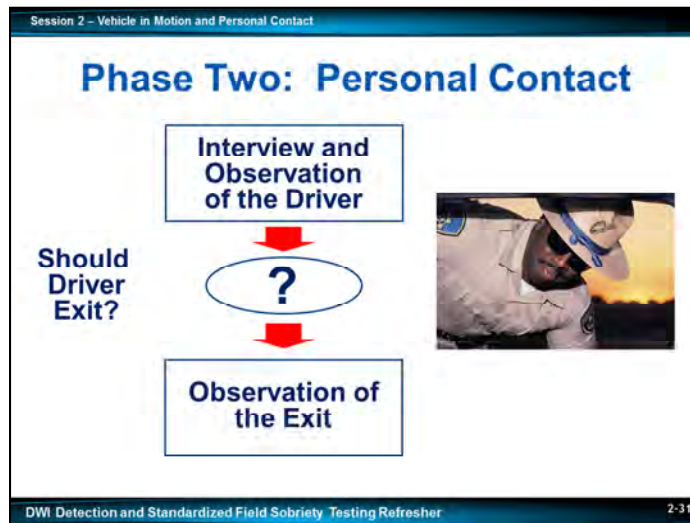 Session 2 – Vehicle in Motion and Personal Contact
Phase Two: Personal Contact
Interview and
Observation
of the Driver
Should
Driver
Exit?
?
Observation of
the Exit
DWI Detection and Standardized Field Sobriety Testing Refresher
2-31